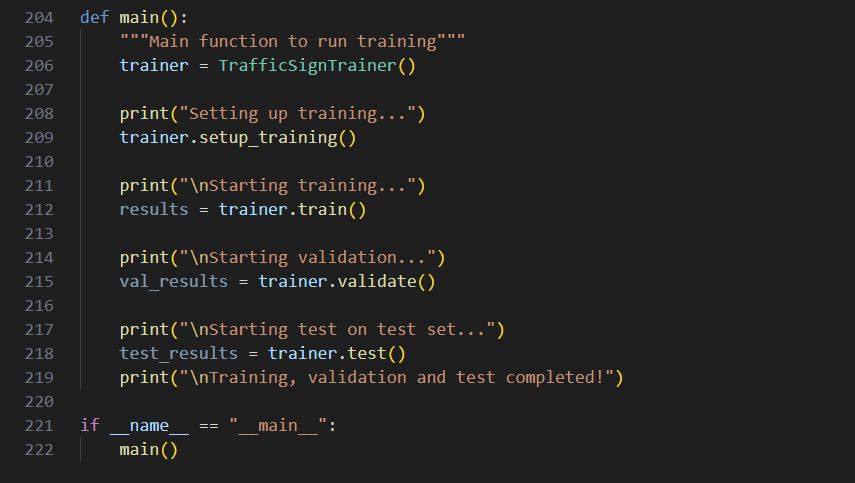 204 def main():
205     """Main function to run training"""
206     trainer = TrafficSignTrainer()
207
208     print("Setting up training...")
209     trainer.setup_training()
210
211     print("\nStarting training...")
212     results = trainer.train()
213
214     print("\nStarting validation...")
215     val_results = trainer.validate()
216
217     print("\nStarting test on test set...")
218     test_results = trainer.test()
219     print("\nTraining, validation and test completed!")
220
221 if __name__ == "__main__":
222     main()